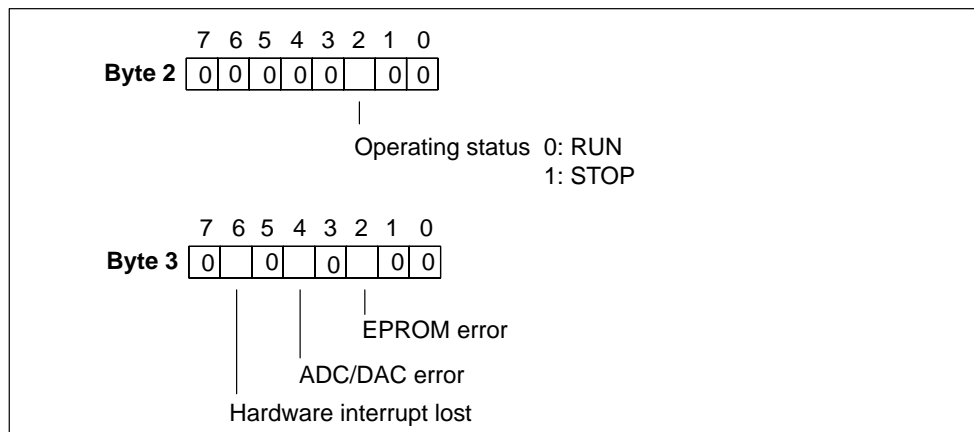 7 6 5 4 3 2 1 0
Byte 2 0 0 0 0 0 0 0
Operating status 0: RUN
1: STOP
7 6 5 4 3 2 1 0
Byte 3 0 0 0 0 0
EPROM error
ADC/DAC error
Hardware interrupt lost